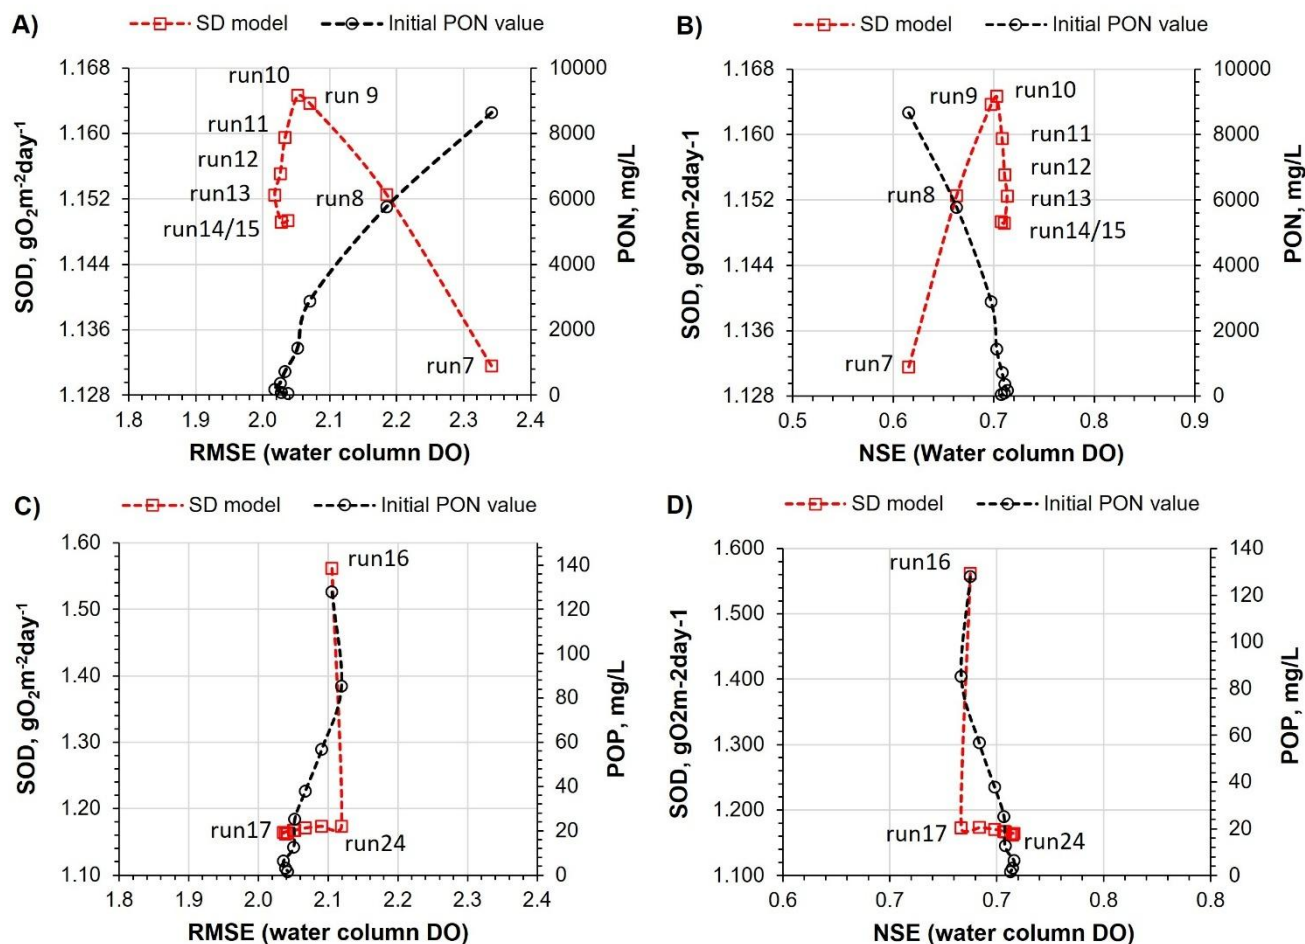 A)
SD model
Initial PON value
1.168
1.160
1.152
1.144
1.136
1.128
SOD, gO₂m⁻²day⁻¹
10000
8000
6000
4000
2000
0
PON, mg/L
run10
run 9
run11
run12
run13
run8
run14/15
run7
1.8 1.9 2.0 2.1 2.2 2.3 2.4
RMSE (water column DO)
B)
SD model
Initial PON value
1.168
1.160
1.152
1.144
1.136
1.128
SOD, gO2m-2day-1
10000
8000
6000
4000
2000
0
PON, mg/L
run9
run10
run11
run12
run8
run13
run14/15
run7
0.5 0.6 0.7 0.8 0.9
NSE (Water column DO)
C)
SD model
Initial PON value
1.60
1.50
1.40
1.30
1.20
1.10
SOD, gO₂m⁻²day⁻¹
140
120
100
80
60
40
20
0
POP, mg/L
run16
run17
run24
1.8 1.9 2.0 2.1 2.2 2.3 2.4
RMSE (water column DO)
D)
SD model
Initial PON value
1.600
1.500
1.400
1.300
1.200
1.100
SOD, gO2m-2day-1
140
120
100
80
60
40
20
0
POP, mg/L
run16
run17
run24
0.6 0.7 0.7 0.8 0.8
NSE (water column DO)